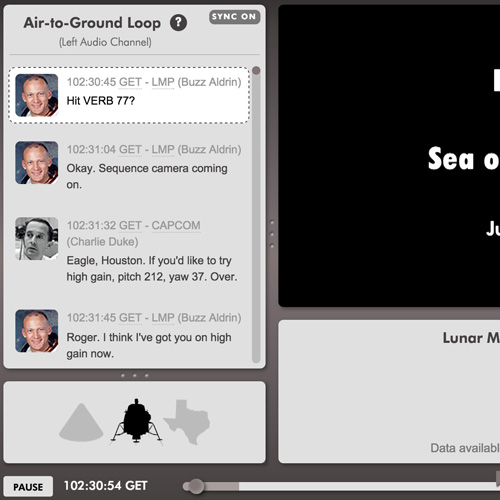 Air-to-Ground Loop ?
SYNC ON
(Left Audio Channel)
102:30:45 GET - LMP (Buzz Aldrin)
Hit VERB 77?
102:31:04 GET - LMP (Buzz Aldrin)
Okay. Sequence camera coming
on.
102:31:32 GET - CAPCOM
(Charlie Duke)
Eagle, Houston. If you'd like to try
high gain, pitch 212, yaw 37. Over.
102:31:45 GET - LMP (Buzz Aldrin)
Roger. I think I've got you on high
gain now.
PAUSE
102:30:54 GET
Sea o
Ju
Lunar M
Data availabl